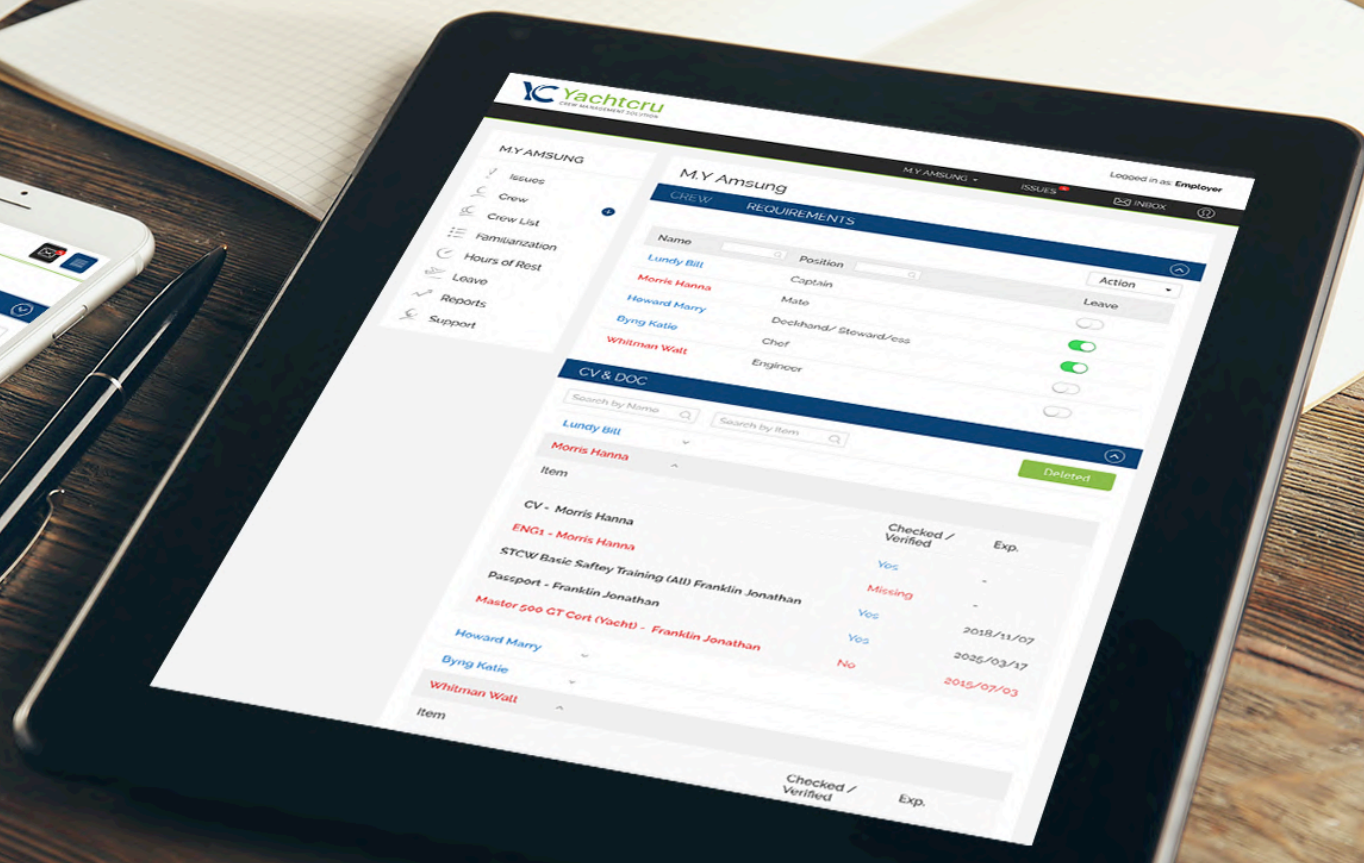 YC Yachtcru
CREW MANAGEMENT SOLUTION
Logged in as: Employer
M.Y AMSUNG
ISSUES
INBOX
M.Y AMSUNG
Issues
Crew
Crew List
Familiarization
Hours of Rest
Leave
Reports
Support
M.Y Amsung
CREW REQUIREMENTS
Action
Name Position Leave
Lundy Bill Captain
Morris Hanna Mate
Howard Marry Deckhand/ Steward/ess
Byng Katie Chef
Whitman Walt Engineer
CV & DOC
Search by Name Search by Item
Deleted
Lundy Bill
Morris Hanna
Item Checked / Verified Exp.
CV - Morris Hanna Yes -
ENG1 - Morris Hanna Missing -
STCW Basic Saftey Training (All) Franklin Jonathan Yes 2018/11/07
Passport - Franklin Jonathan Yes 2025/03/17
Master 500 GT Cert (Yacht) - Franklin Jonathan No 2015/07/03
Howard Marry
Byng Katie
Whitman Walt
Item Checked / Verified Exp.